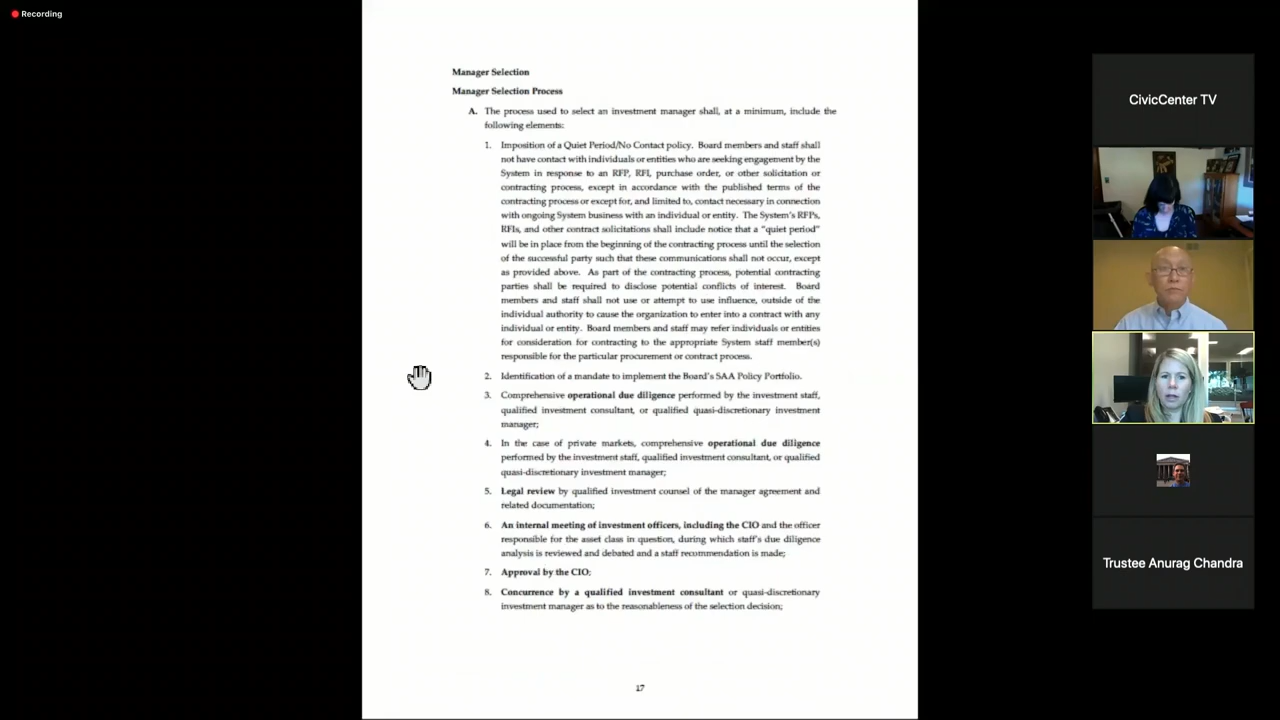 Recording
Manager Selection
Manager Selection Process
A. The process used to select an investment manager shall, at a minimum, include the
following elements:
1. Imposition of a Quiet Period/No Contact policy. Board members and staff shall
not have contact with individuals or entities who are seeking engagement by the
System in response to an RFP, RFI, purchase order, or other solicitation or
contracting process, except in accordance with the published terms of the
contracting process or except for, and limited to, contact necessary in connection
with ongoing System business with an individual or entity. The System's RFPs,
RFIs, and other contract solicitations shall include notice that a "quiet period"
will be in place from the beginning of the contracting process until the selection
of the successful party such that these communications shall not occur, except
as provided above. As part of the contracting process, potential contracting
parties shall be required to disclose potential conflicts of interest. Board
members and staff shall not use or attempt to use influence, outside of the
individual authority to cause the organization to enter into a contract with any
individual or entity. Board members and staff may refer individuals or entities
for consideration for contracting to the appropriate System staff member(s)
responsible for the particular procurement or contract process.
2. Identification of a mandate to implement the Board's SAA Policy Portfolio.
3. Comprehensive operational due diligence performed by the investment staff,
qualified investment consultant, or qualified quasi-discretionary investment
manager;
4. In the case of private markets, comprehensive operational due diligence
performed by the investment staff, qualified investment consultant, or qualified
quasi-discretionary investment manager;
5. Legal review by qualified investment counsel of the manager agreement and
related documentation;
6. An internal meeting of investment officers, including the CIO and the officer
responsible for the asset class in question, during which staff's due diligence
analysis is reviewed and debated and a staff recommendation is made;
7. Approval by the CIO;
8. Concurrence by a qualified investment consultant or quasi-discretionary
investment manager as to the reasonableness of the selection decision;
17
CivicCenter TV
Trustee Anurag Chandra